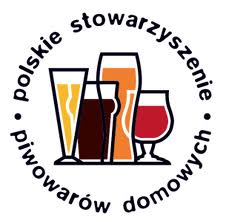 • polskie stowarzyszenie •
piwowarów domowych